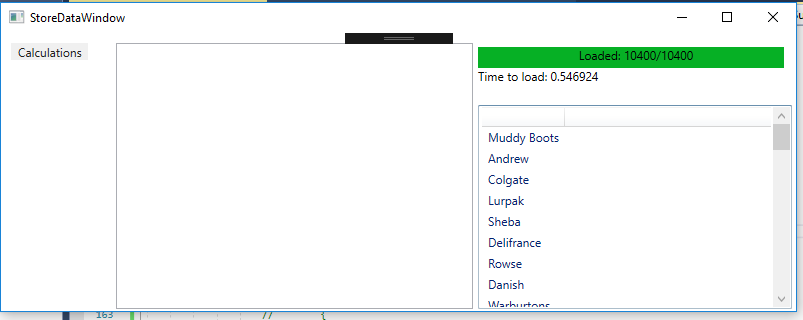 StoreDataWindow
Calculations
Loaded: 10400/10400
Time to load: 0.546924
Muddy Boots
Andrew
Colgate
Lurpak
Sheba
Delifrance
Rowse
Danish
Warburtons
163 // {